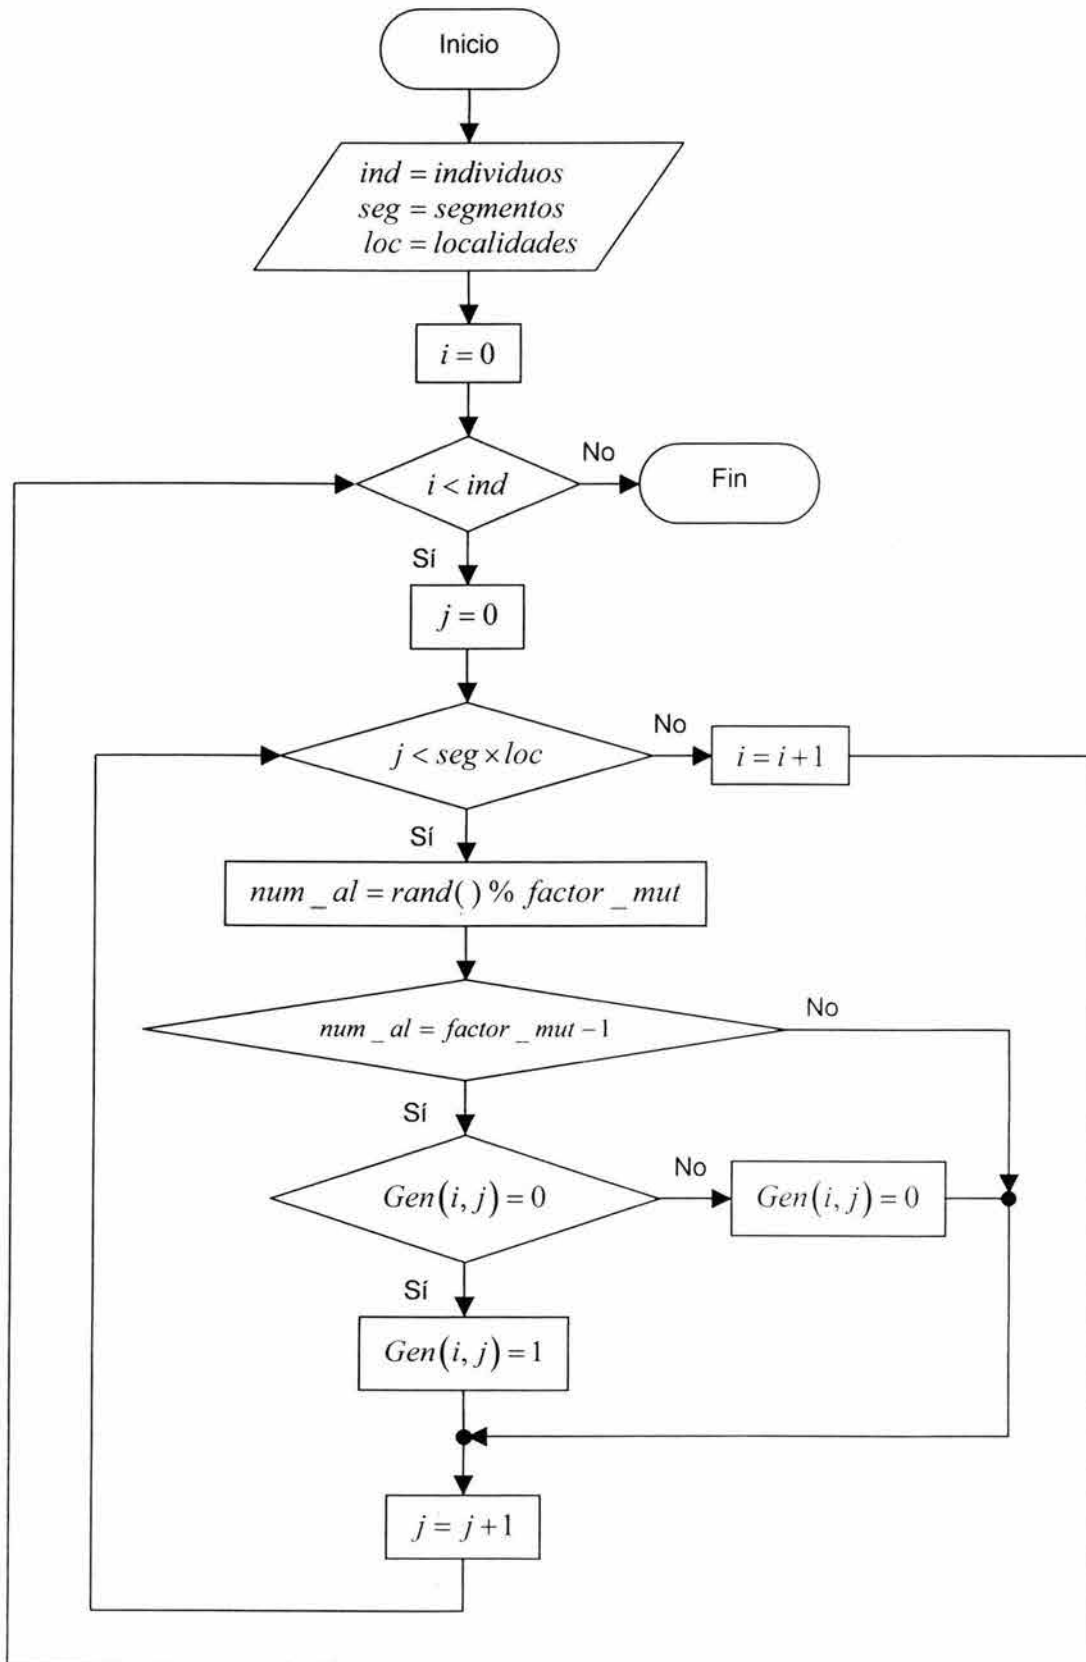 Inicio
ind = individuos
seg = segmentos
loc = localidades
i = 0
i < ind
No
Fin
Sí
j = 0
j < seg × loc
No
i = i + 1
Sí
num _ al = rand( ) % factor _ mut
num _ al = factor _ mut − 1
No
Sí
Gen(i, j) = 0
No
Gen(i, j) = 0
Sí
Gen(i, j) = 1
j = j + 1